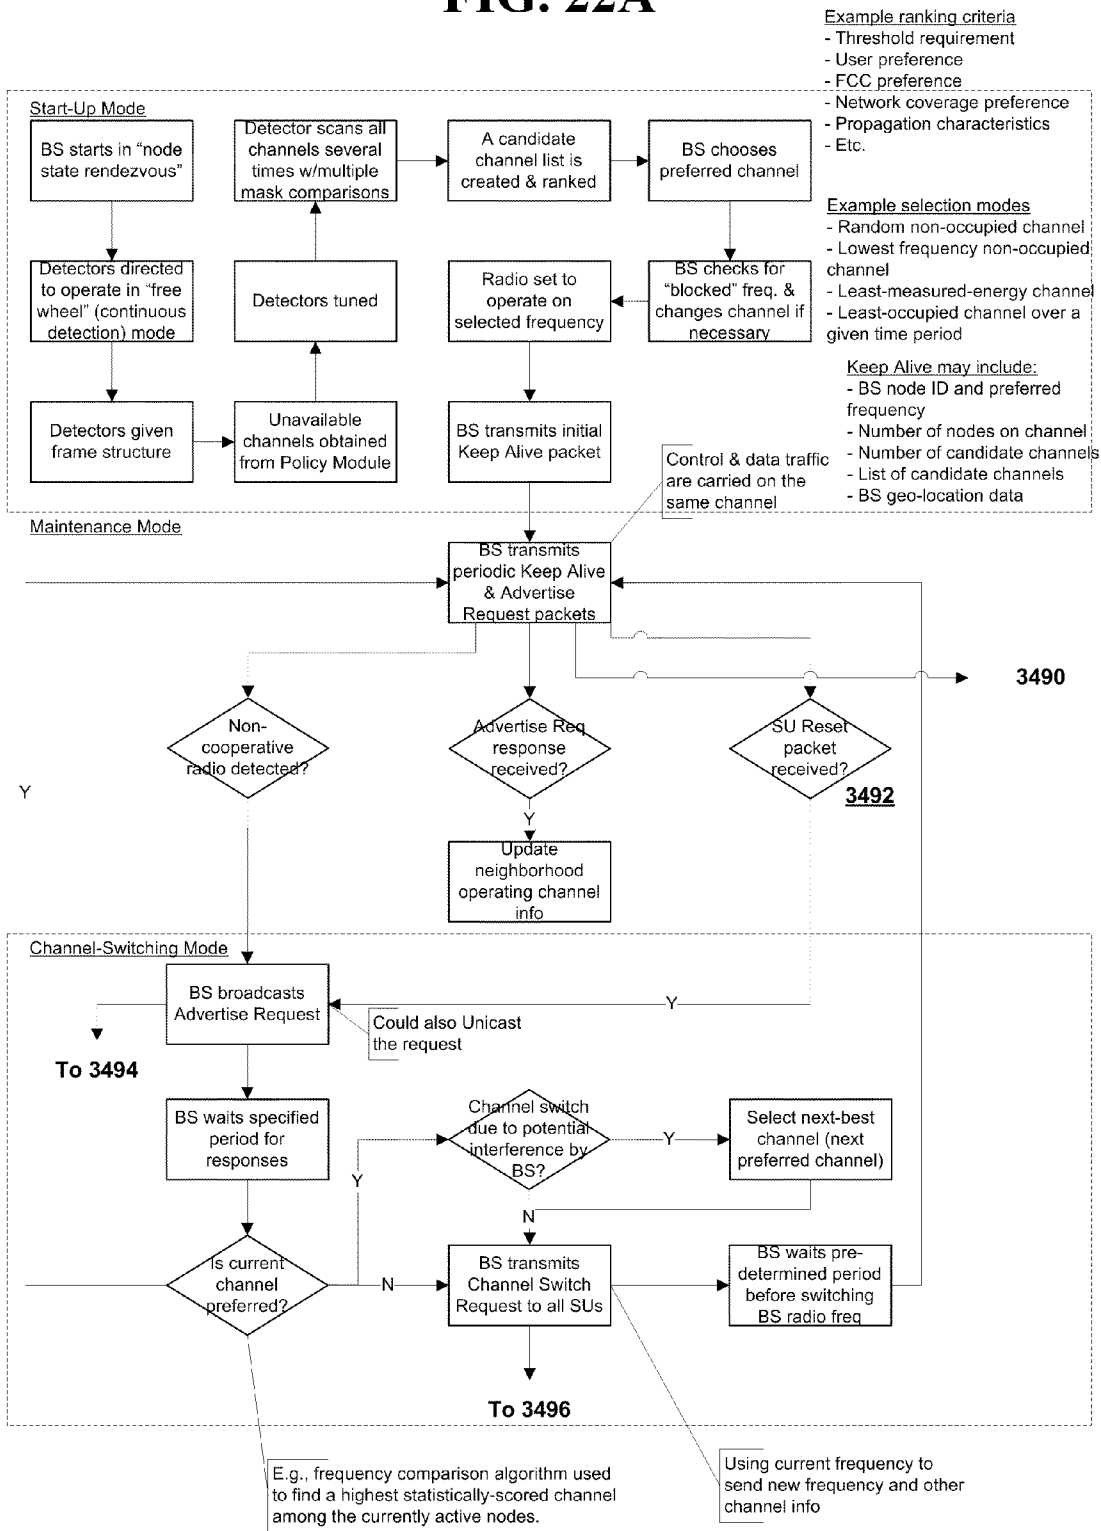 FIG. 22A
Example ranking criteria
- Threshold requirement
- User preference
- FCC preference
- Network coverage preference
- Propagation characteristics
- Etc.
Start-Up Mode
BS starts in “node
state rendezvous”
Detector scans all
channels several
times w/multiple
mask comparisons
A candidate
channel list is
created & ranked
BS chooses
preferred channel
Example selection modes
- Random non-occupied channel
- Lowest frequency non-occupied
channel
- Least-measured-energy channel
- Least-occupied channel over a
given time period
Detectors directed
to operate in “free
wheel” (continuous
detection) mode
Detectors tuned
Radio set to
operate on
selected frequency
BS checks for
“blocked” freq. &
changes channel if
necessary
Keep Alive may include:
- BS node ID and preferred
frequency
- Number of nodes on channel
- Number of candidate channels
- List of candidate channels
- BS geo-location data
Detectors given
frame structure
Unavailable
channels obtained
from Policy Module
BS transmits initial
Keep Alive packet
Control & data traffic
are carried on the
same channel
Maintenance Mode
BS transmits
periodic Keep Alive
& Advertise
Request packets
3490
Non-
cooperative
radio detected?
Advertise Req
response
received?
SU Reset
packet
received?
3492
Y
Y
Update
neighborhood
operating channel
info
Channel-Switching Mode
BS broadcasts
Advertise Request
Y
Could also Unicast
the request
To 3494
BS waits specified
period for
responses
Channel switch
due to potential
interference by
BS?
Y
Select next-best
channel (next
preferred channel)
Y
N
Is current
channel
preferred?
N
BS transmits
Channel Switch
Request to all SUs
BS waits pre-
determined period
before switching
BS radio freq
To 3496
E.g., frequency comparison algorithm used
to find a highest statistically-scored channel
among the currently active nodes.
Using current frequency to
send new frequency and other
channel info